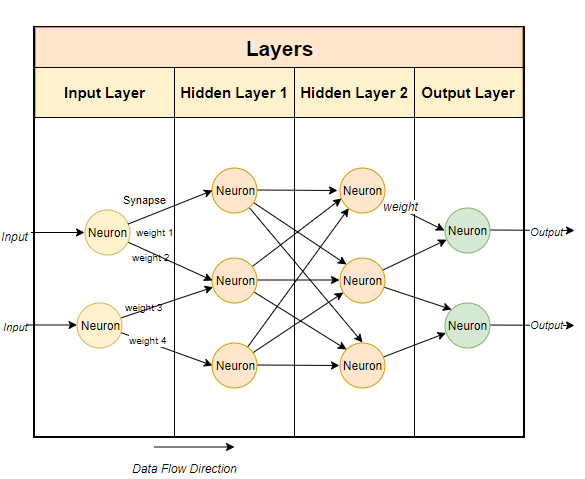 Layers
Input Layer
Hidden Layer 1
Hidden Layer 2
Output Layer
Neuron
Neuron
Synapse
weight
Input
Neuron
weight 1
Neuron
Output
weight 2
Neuron
Neuron
weight 3
Input
Neuron
Neuron
Output
weight 4
Neuron
Neuron
Data Flow Direction